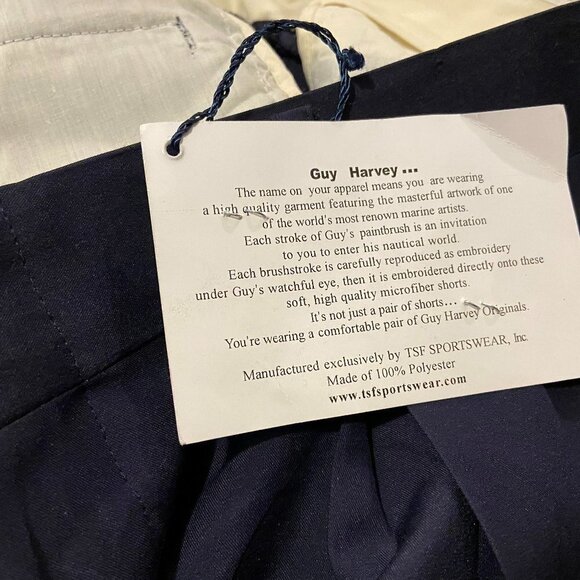 Guy Harvey...
The name on your apparel means you are wearing
a high quality garment featuring the masterful artwork of one
of the world's most renown marine artists.
Each stroke of Guy's paintbrush is an invitation
to you to enter his nautical world.
Each brushstroke is carefully reproduced as embroidery
under Guy's watchful eye, then it is embroidered directly onto these
soft, high quality microfiber shorts.
It's not just a pair of shorts...
You're wearing a comfortable pair of Guy Harvey Originals.
Manufactured exclusively by TSF SPORTSWEAR, Inc.
Made of 100% Polyester
www.tsfsportswear.com